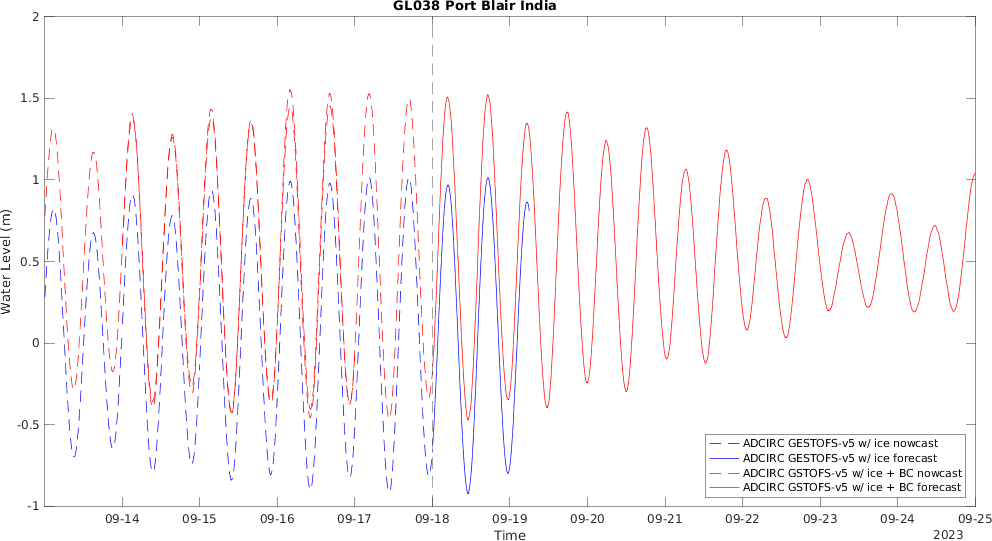 GL038 Port Blair India
2
1.5
1
0.5
0
-0.5
-1
Water Level (m)
09-14
09-15
09-16
09-17
09-18
09-19
09-20
09-21
09-22
09-23
09-24
09-25
Time
2023
ADCIRC GESTOFS-v5 w/ ice nowcast
ADCIRC GESTOFS-v5 w/ ice forecast
ADCIRC GSTOFS-v5 w/ ice + BC nowcast
ADCIRC GSTOFS-v5 w/ ice + BC forecast